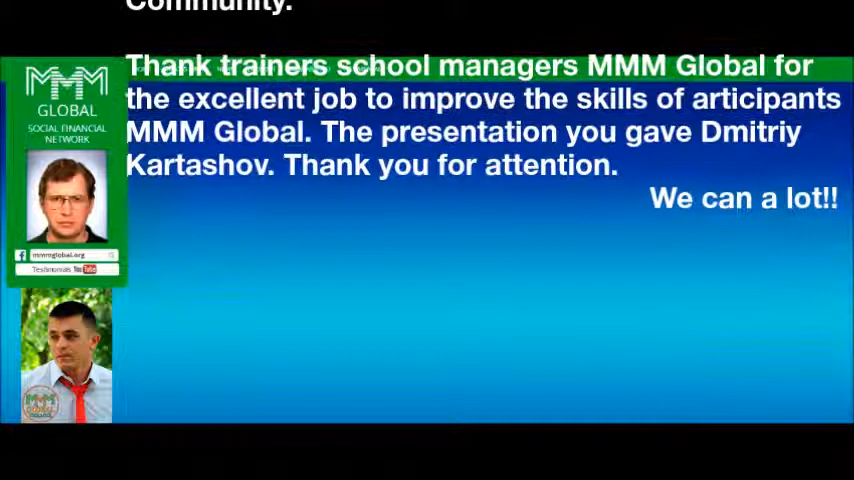 Community.
Thank trainers school managers MMM Global for
the excellent job to improve the skills of articipants
MMM Global. The presentation you gave Dmitriy
Kartashov. Thank you for attention.
We can a lot!!
MMM
GLOBAL
SOCIAL FINANCIAL
NETWORK
mmmglobal.org
Testimonials YouTube